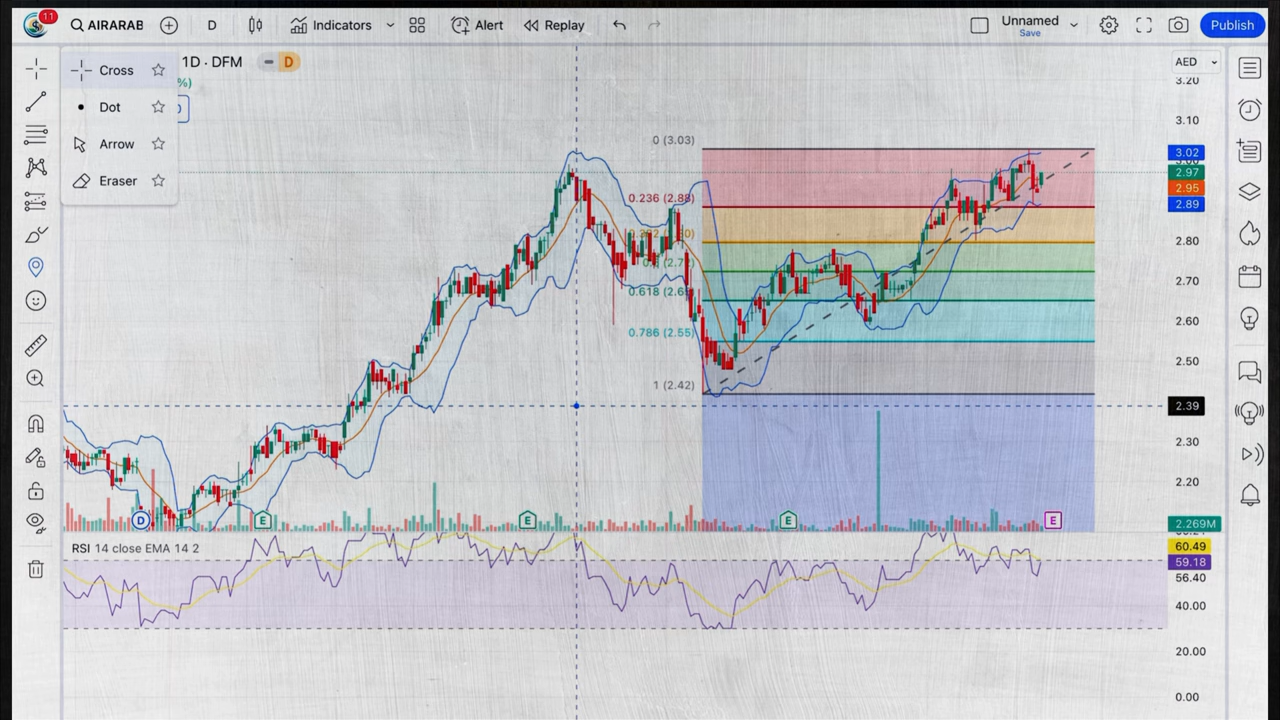 11 AIRARAB D Indicators Alert Replay Unnamed Save Publish
Cross
Dot
Arrow
Eraser
1D · DFM D
%)
AED
3.20
3.10
3.02
2.97
2.95
2.89
2.80
2.70
2.60
2.50
2.39
2.30
2.20
2.269M
0 (3.03)
0.236 (2.88)
0.618 (2.6
0.786 (2.55)
1 (2.42)
D E E E E
RSI 14 close EMA 14 2
60.49
59.18
56.40
40.00
20.00
0.00